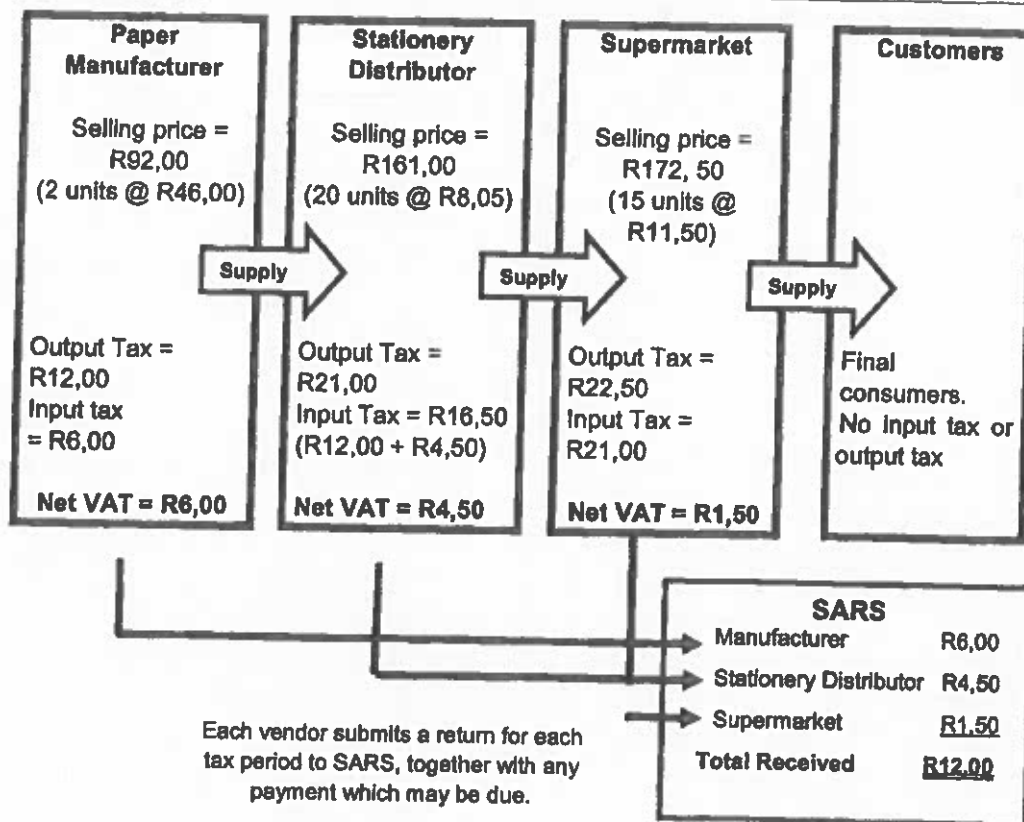 Paper
Manufacturer
Selling price =
R92,00
(2 units @ R46,00)
Supply
Output Tax =
R12,00
Input tax
= R6,00
Net VAT = R6,00
Stationery
Distributor
Selling price =
R161,00
(20 units @ R8,05)
Supply
Output Tax =
R21,00
Input Tax = R16,50
(R12,00 + R4,50)
Net VAT = R4,50
Supermarket
Selling price =
R172, 50
(15 units @
R11,50)
Supply
Output Tax =
R22,50
Input Tax =
R21,00
Net VAT = R1,50
Customers
Final
consumers.
No input tax or
output tax
SARS
Manufacturer R6,00
Stationery Distributor R4,50
Supermarket R1,50
Total Received R12,00
Each vendor submits a return for each
tax period to SARS, together with any
payment which may be due.